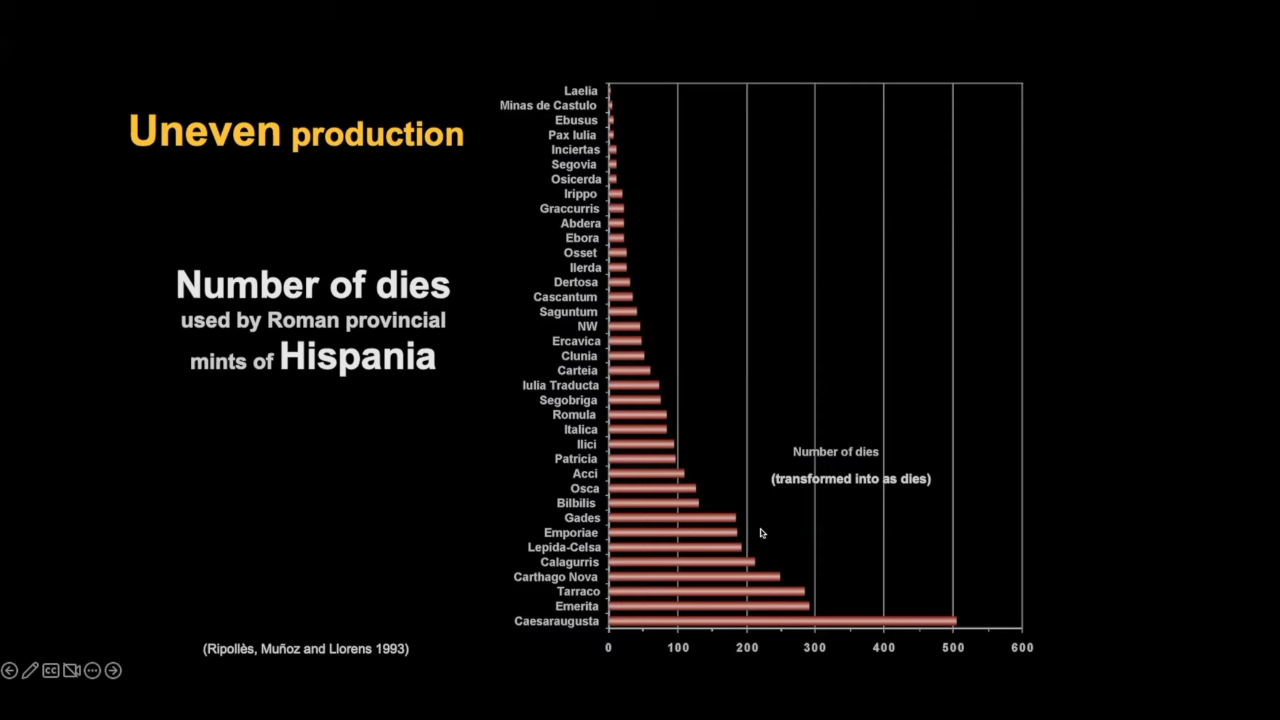 Uneven production
Number of dies
used by Roman provincial
mints of Hispania
(Ripollès, Muñoz and Llorens 1993)
Laelia
Minas de Castulo
Ebusus
Pax Iulia
Inciertas
Segovia
Osicerda
Irippo
Graccurris
Abdera
Ebora
Osset
Ilerda
Dertosa
Cascantum
Saguntum
NW
Ercavica
Clunia
Carteia
Iulia Traducta
Segobriga
Romula
Italica
Ilici
Patricia
Acci
Osca
Bilbilis
Gades
Emporiae
Lepida-Celsa
Calagurris
Carthago Nova
Tarraco
Emerita
Caesaraugusta
0 100 200 300 400 500 600
Number of dies
(transformed into as dies)
CC